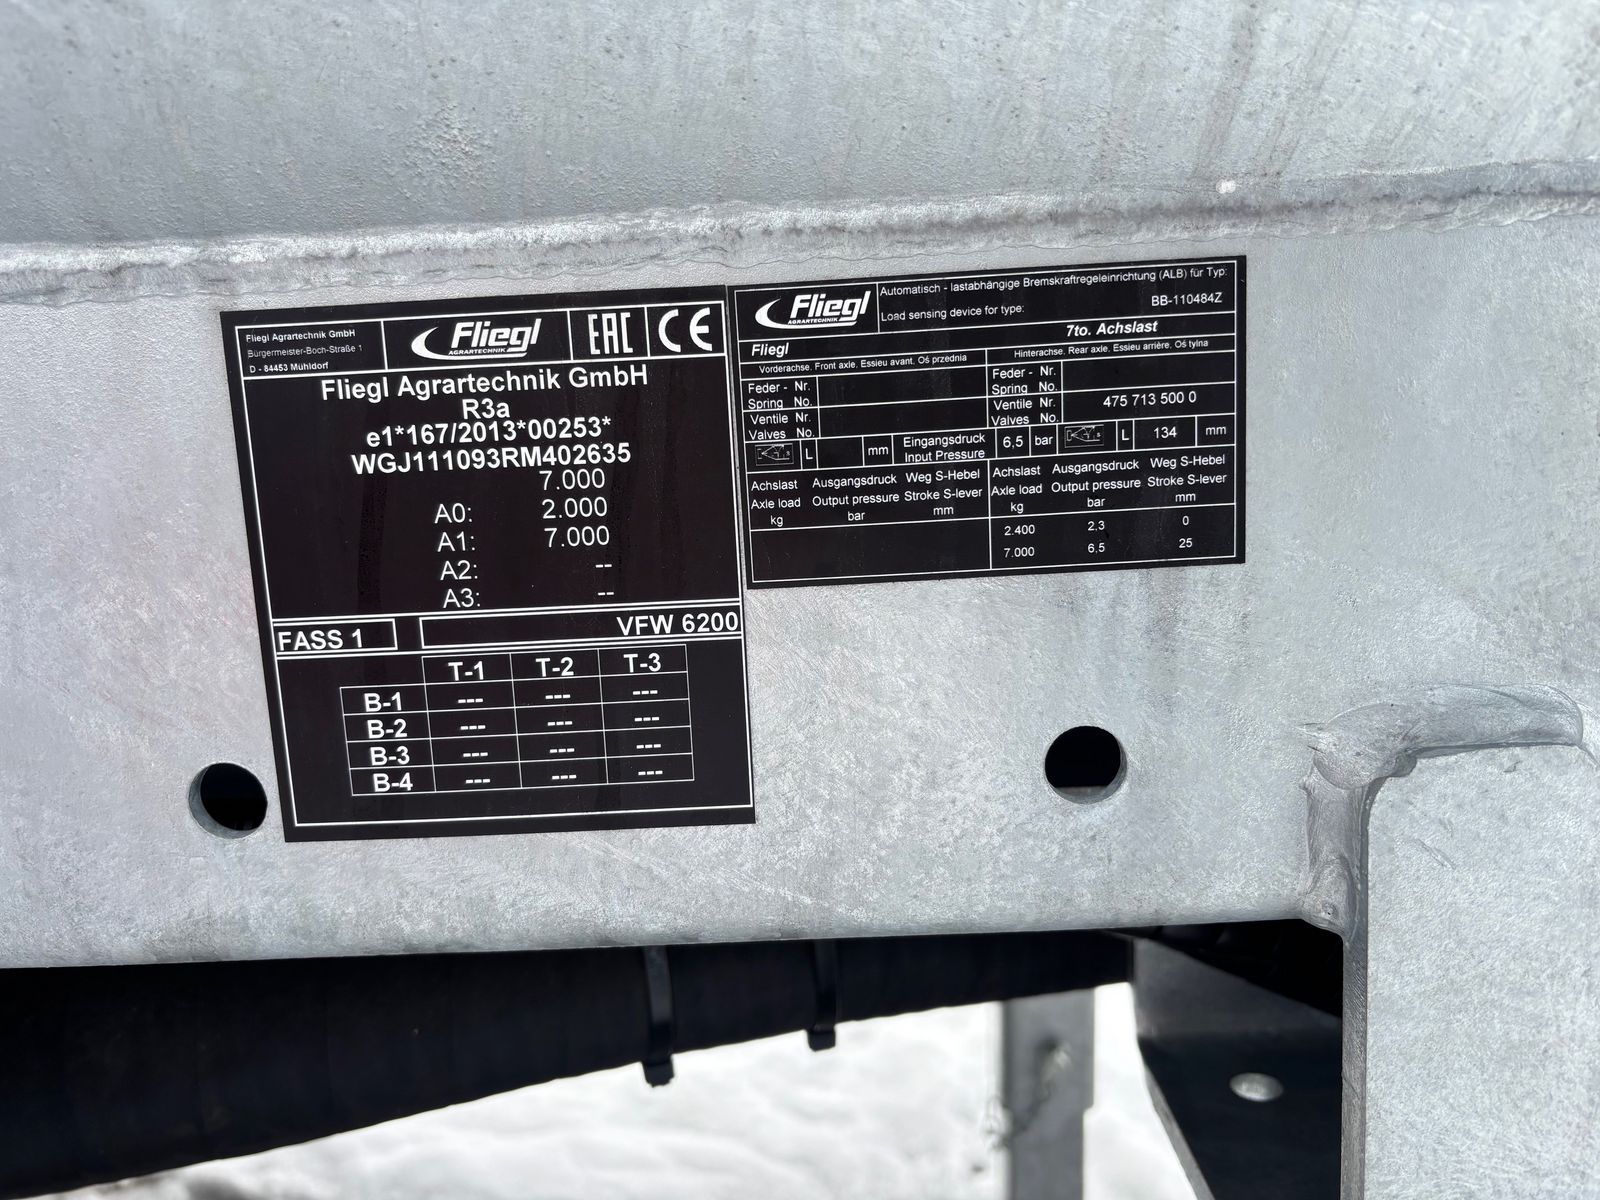 Fliegl Agrartechnik GmbH
Bürgermeister-Boch-Straße 1
D - 84453 Mühldorf
Fliegl
AGRARTECHNIK
EAC
CE
Fliegl Agrartechnik GmbH
R3a
e1*167/2013*00253*
WGJ111093RM402635
7.000
A0: 2.000
A1: 7.000
A2: --
A3: --
FASS 1 VFW 6200
T-1 T-2 T-3
B-1 --- --- ---
B-2 --- --- ---
B-3 --- --- ---
B-4 --- --- ---
Fliegl
AGRARTECHNIK
Automatisch - lastabhängige Bremskraftregeleinrichtung (ALB) für Typ:
Load sensing device for type: BB-110484Z
Fliegl 7to. Achslast
Vorderachse. Front axle. Essieu avant. Oś przednia
Feder - Nr.
Spring No.
Ventile Nr.
Valves No.
L mm
Eingangsdruck
Input Pressure
6,5 bar
Hinterachse. Rear axle. Essieu arrière. Oś tylna
Feder - Nr.
Spring No.
Ventile Nr.
Valves No.
475 713 500 0
L 134 mm
Achslast Ausgangsdruck Weg S-Hebel
Axle load Output pressure Stroke S-lever
kg bar mm
Achslast Ausgangsdruck Weg S-Hebel
Axle load Output pressure Stroke S-lever
kg bar mm
2.400 2,3 0
7.000 6,5 25